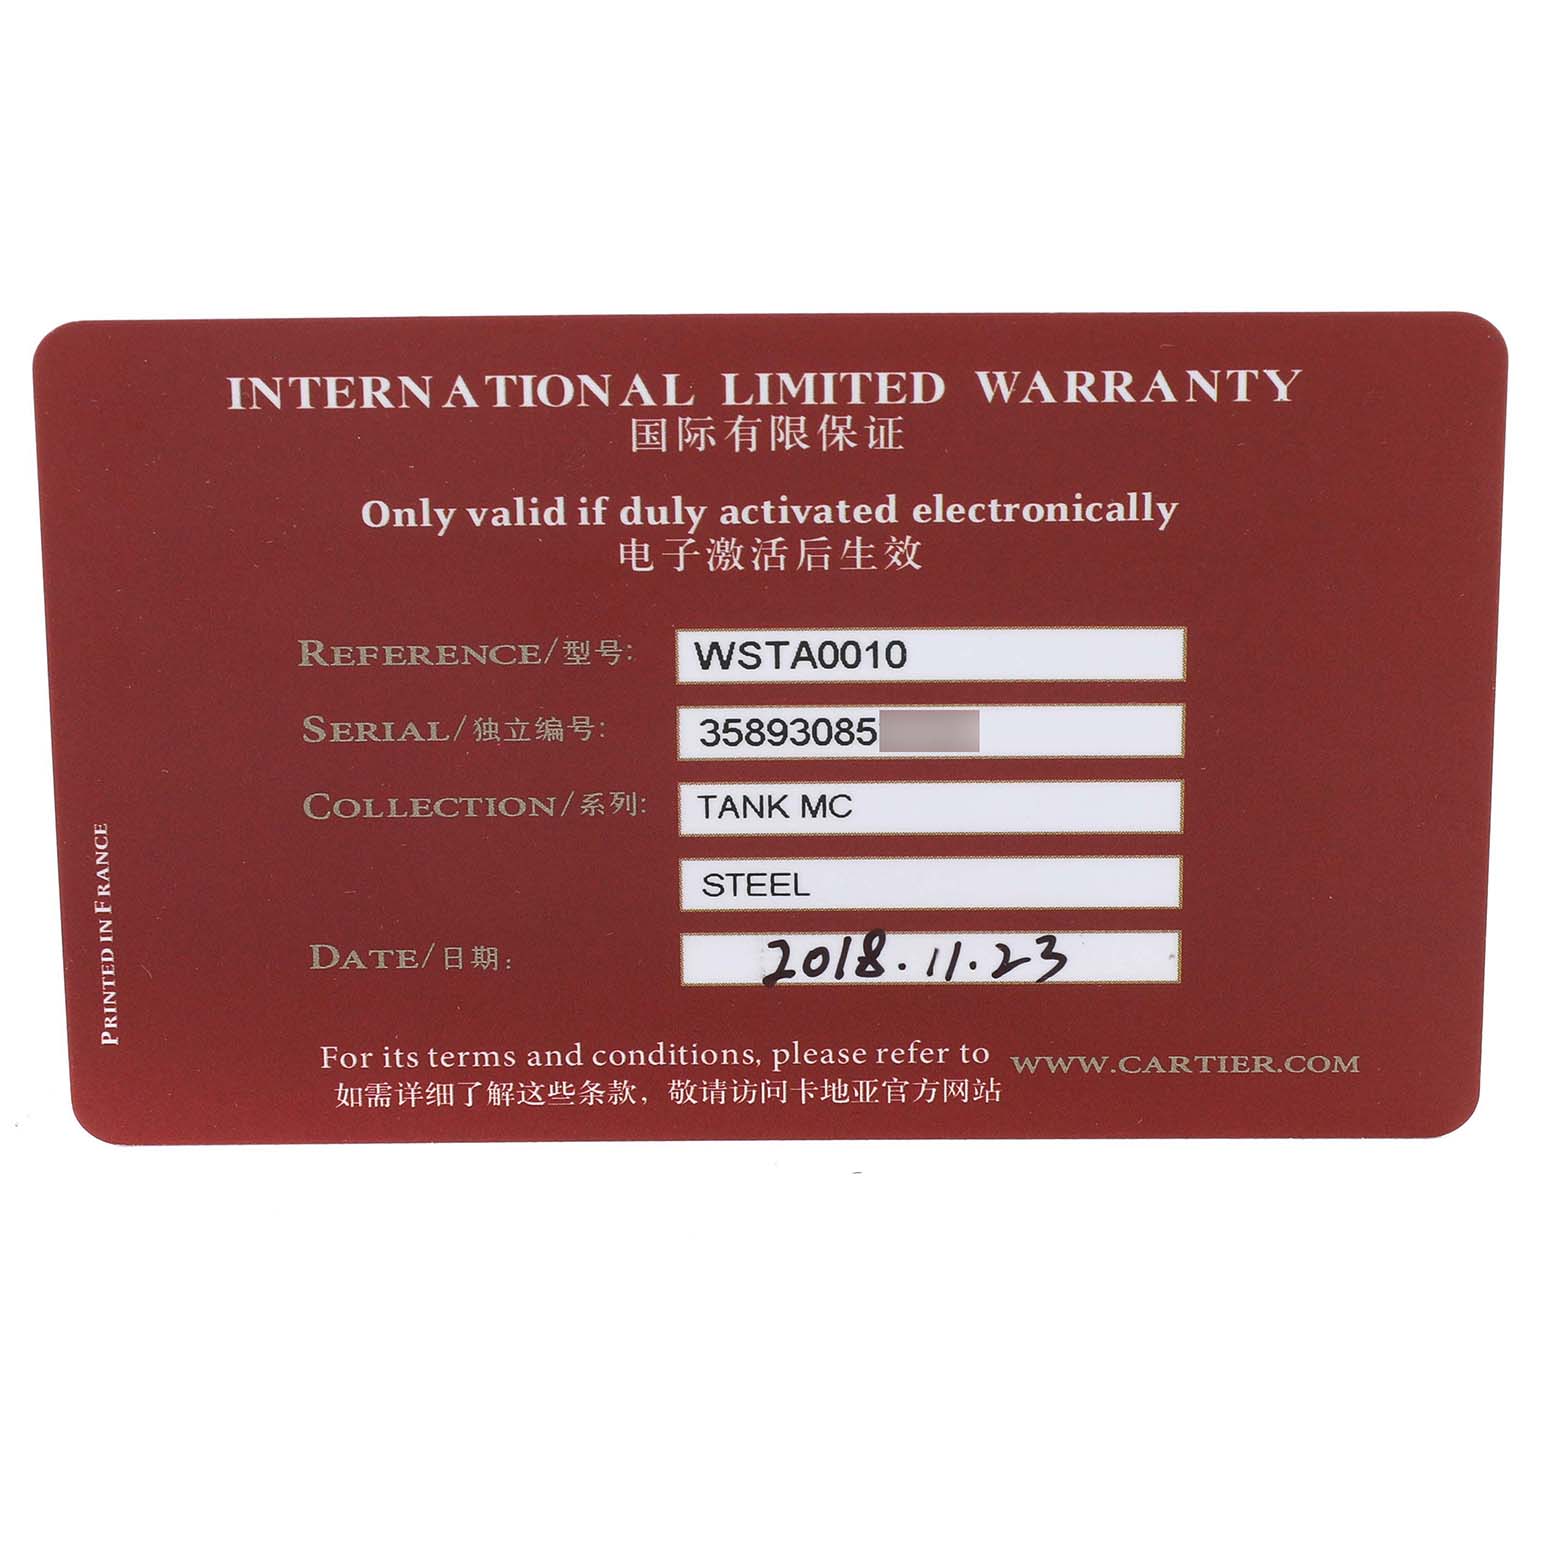 INTERNATIONAL LIMITED WARRANTY
国际有限保证
Only valid if duly activated electronically
电子激活后生效
REFERENCE/型号: WSTA0010
SERIAL/独立编号: 35893085
COLLECTION/系列: TANK MC
STEEL
DATE/日期: 2018.11.23
For its terms and conditions, please refer to WWW.CARTIER.COM
如需详细了解这些条款，敬请访问卡地亚官方网站
PRINTED IN FRANCE